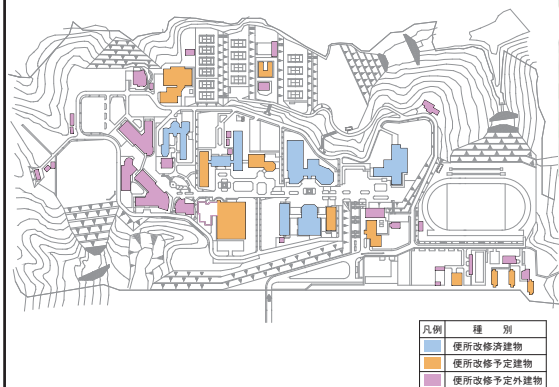 凡例 種 別
便所改修済建物
便所改修予定建物
便所改修予定外建物